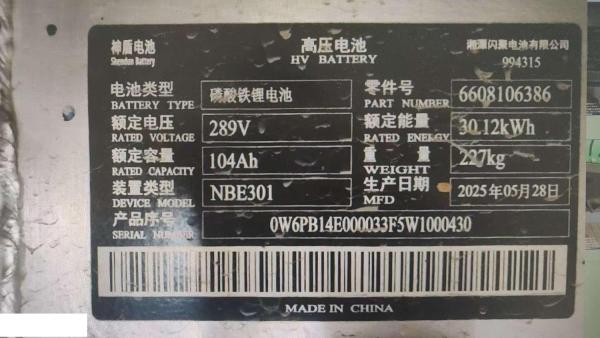 神盾电池 高压电池 湘潭闪聚电池有限公司
Shendun Battery HV BATTERY 994315
电池类型 磷酸铁锂电池 零件号 6608106386
BATTERY TYPE PART NUMBER
额定电压 289V 额定能量 30.12kWh
RATED VOLTAGE RATED ENERGY
额定容量 104Ah 重量 227kg
RATED CAPACITY WEIGHT
装置类型 NBE301 生产日期 2025年05月28日
DEVICE MODEL MFD
产品序号 0W6PB14E000033F5W1000430
SERIAL NUMBER
MADE IN CHINA